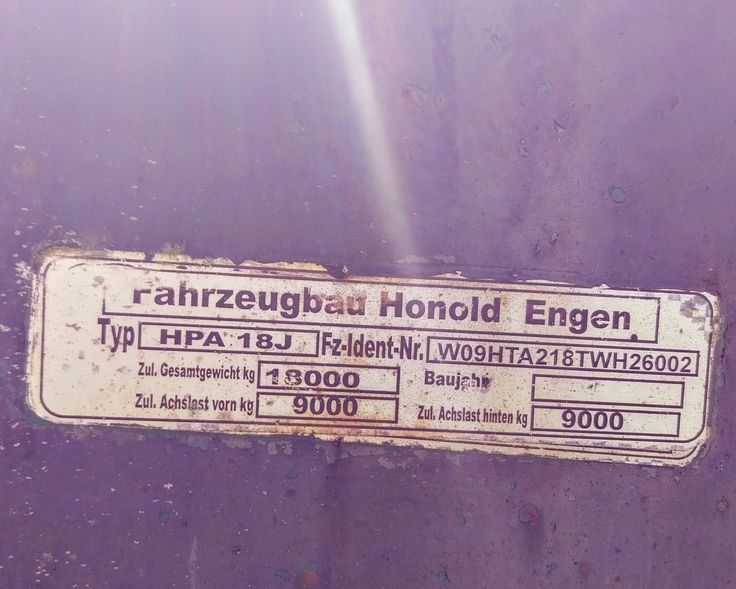 Fahrzeugbau Honold Engen
Typ HPA 18J Fz-Ident-Nr. W09HTA218TWH26002
Zul. Gesamtgewicht kg 18000 Baujahr
Zul. Achslast vorn kg 9000 Zul. Achslast hinten kg 9000